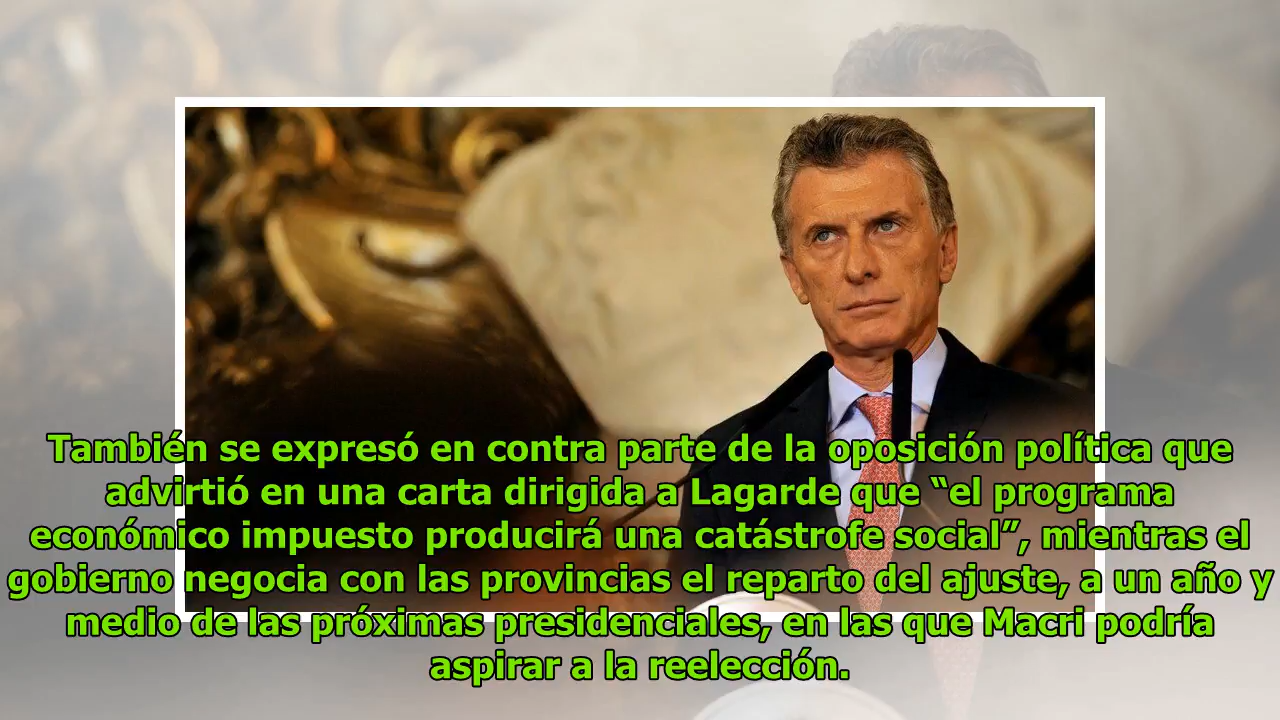 También se expresó en contra parte de la oposición política que
advirtió en una carta dirigida a Lagarde que “el programa
económico impuesto producirá una catástrofe social”, mientras el
gobierno negocia con las provincias el reparto del ajuste, a un año y
medio de las próximas presidenciales, en las que Macri podría
aspirar a la reelección.